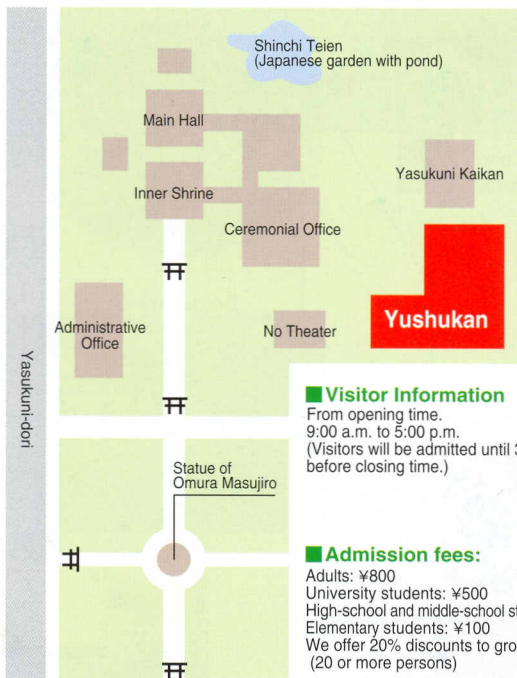 Shinchi Teien
(Japanese garden with pond)
Main Hall
Yasukuni Kaikan
Inner Shrine
Ceremonial Office
Yushukan
Administrative
Office
No Theater
Yasukuni-dori
Statue of
Omura Masujiro
Visitor Information
From opening time.
9:00 a.m. to 5:00 p.m.
(Visitors will be admitted until
before closing time.)
Admission fees:
Adults: ¥800
University students: ¥500
High-school and middle-school
Elementary students: ¥100
We offer 20% discounts to
(20 or more persons)